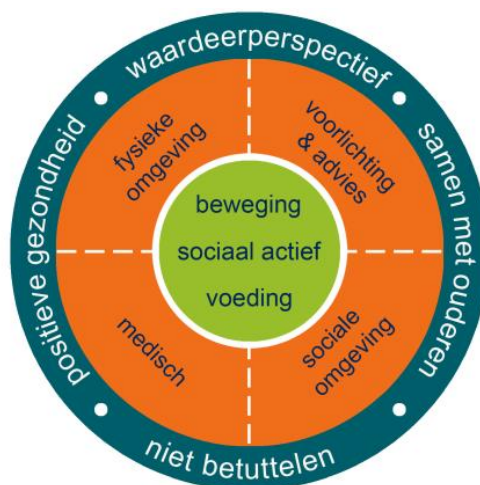 waardeerperspectief
samen met ouderen
niet betuttelen
positieve gezondheid
fysieke
omgeving
voorlichting
& advies
medisch
sociale
omgeving
beweging
sociaal actief
voeding